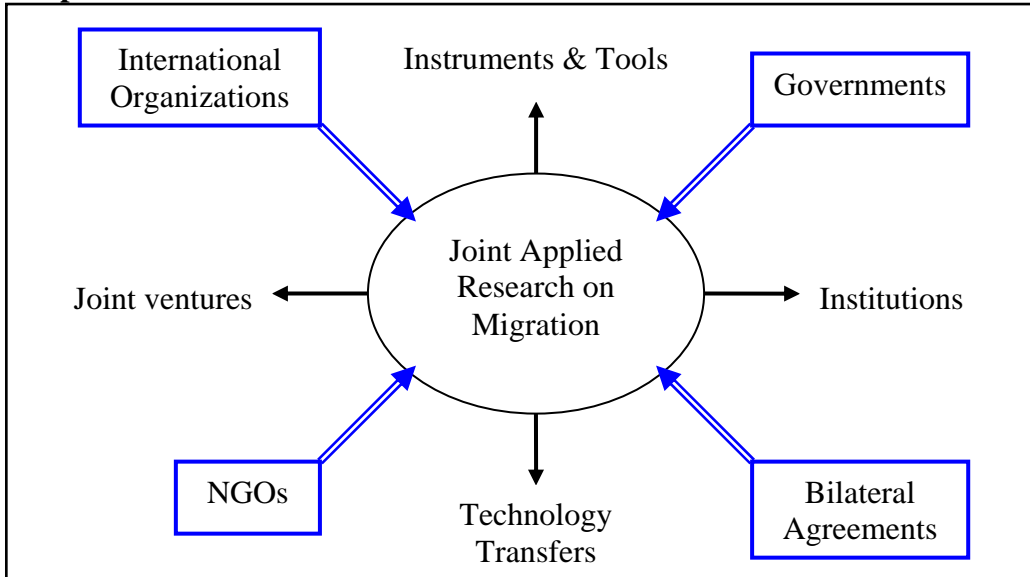 International
Organizations
Instruments & Tools
Governments
Joint Applied
Research on
Migration
Joint ventures
Institutions
NGOs
Technology
Transfers
Bilateral
Agreements